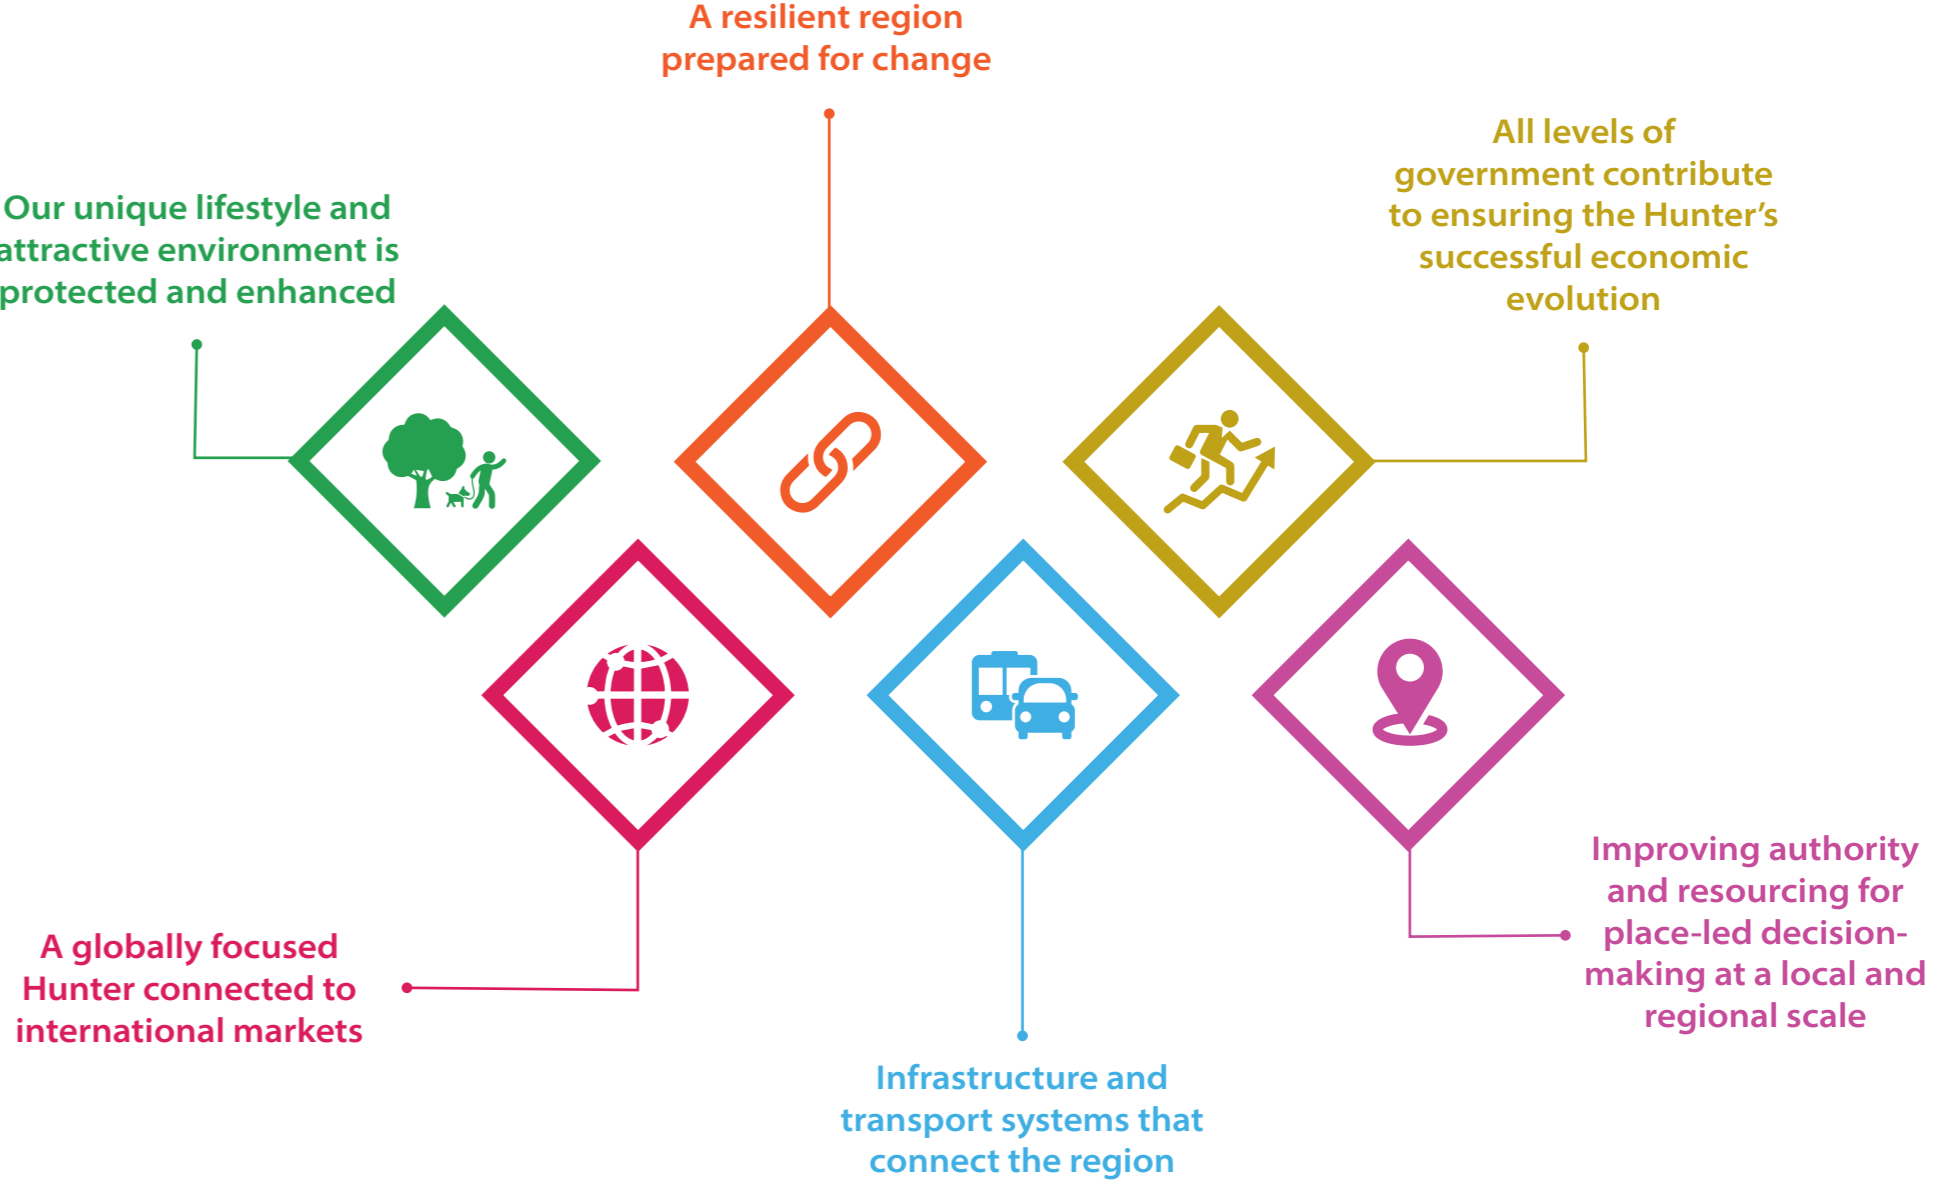 A resilient region
prepared for change
All levels of
government contribute
to ensuring the Hunter's
successful economic
evolution
Our unique lifestyle and
attractive environment is
protected and enhanced
Improving authority
and resourcing for
place-led decision-
making at a local and
regional scale
A globally focused
Hunter connected to
international markets
Infrastructure and
transport systems that
connect the region